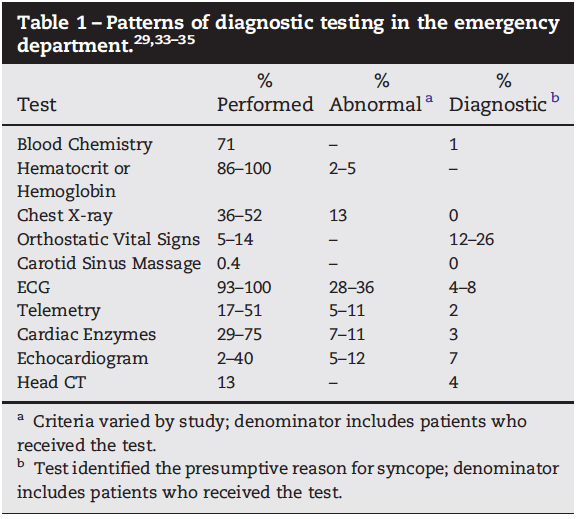 Table 1 – Patterns of diagnostic testing in the emergency
department.29,33–35
Test % Performed % Abnormal a % Diagnostic b
Blood Chemistry 71 – 1
Hematocrit or 86–100 2–5 –
Hemoglobin
Chest X-ray 36–52 13 0
Orthostatic Vital Signs 5–14 – 12–26
Carotid Sinus Massage 0.4 – 0
ECG 93–100 28–36 4–8
Telemetry 17–51 5–11 2
Cardiac Enzymes 29–75 7–11 3
Echocardiogram 2–40 5–12 7
Head CT 13 – 4
a Criteria varied by study; denominator includes patients who
received the test.
b Test identified the presumptive reason for syncope; denominator
includes patients who received the test.